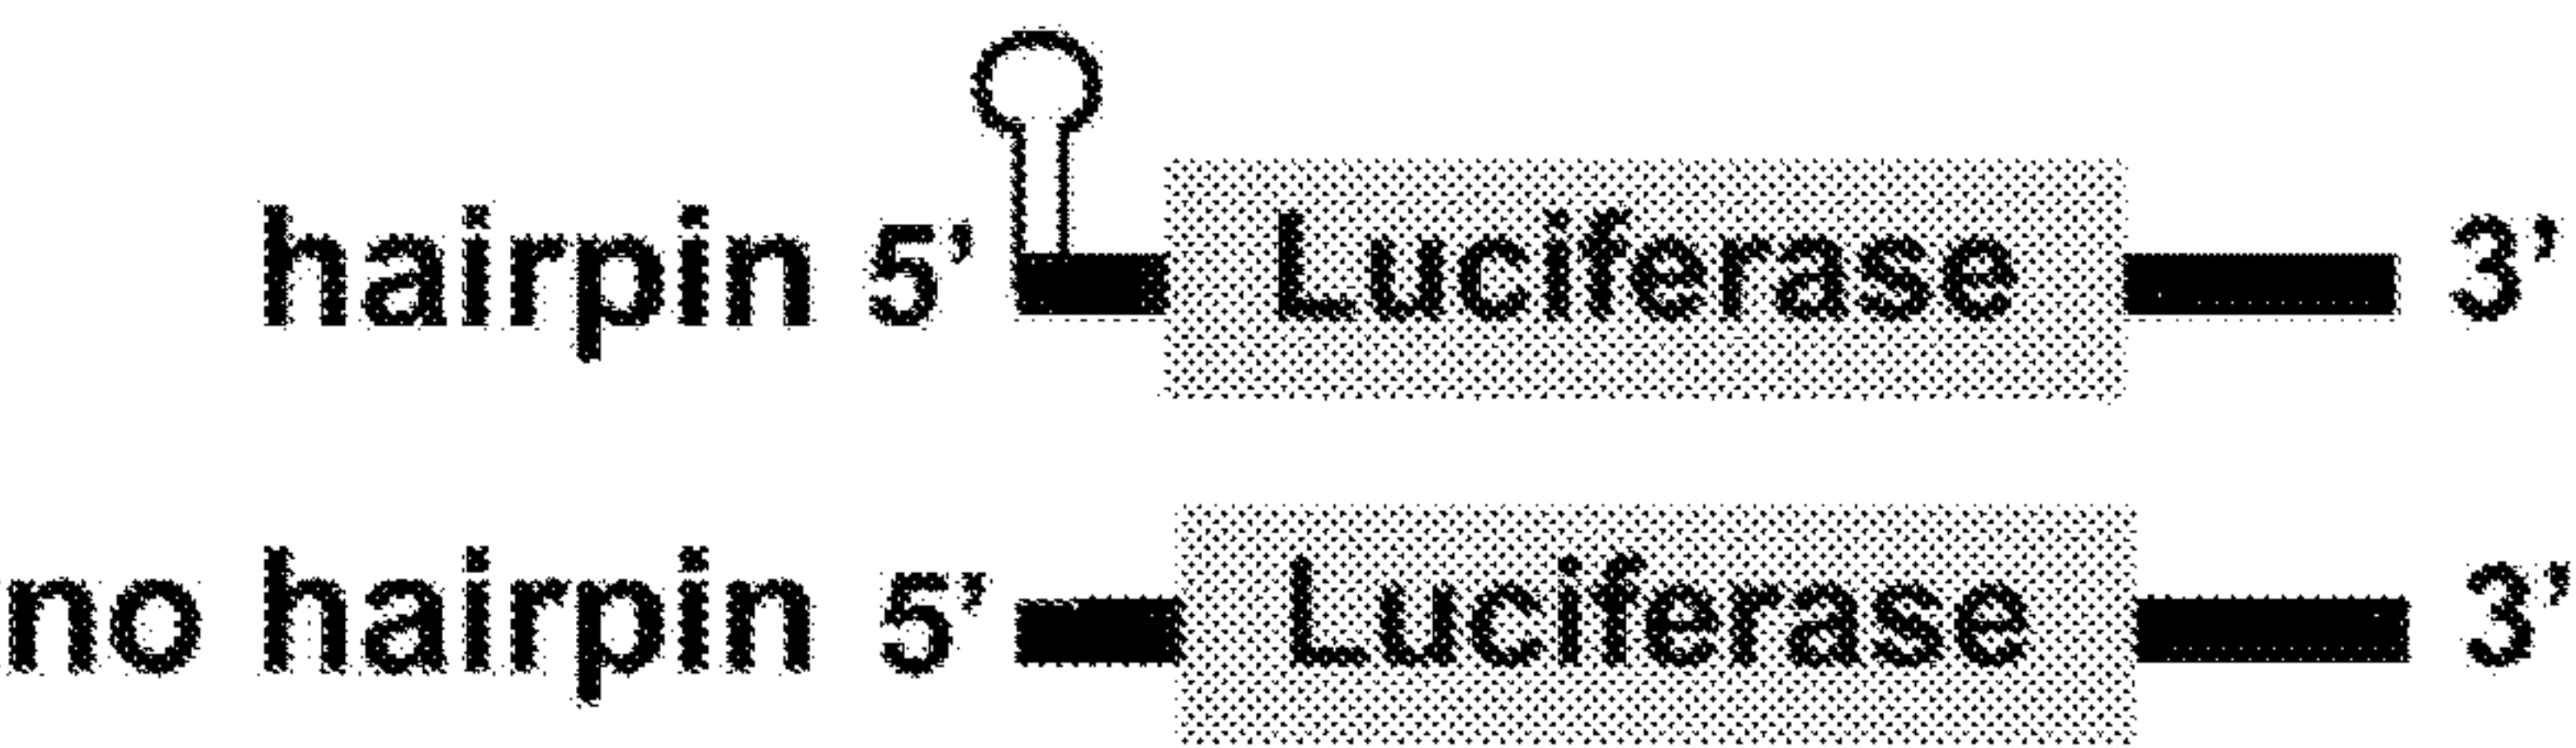 hairpin 5’ Luciferase 3’
no hairpin 5’ Luciferase 3’